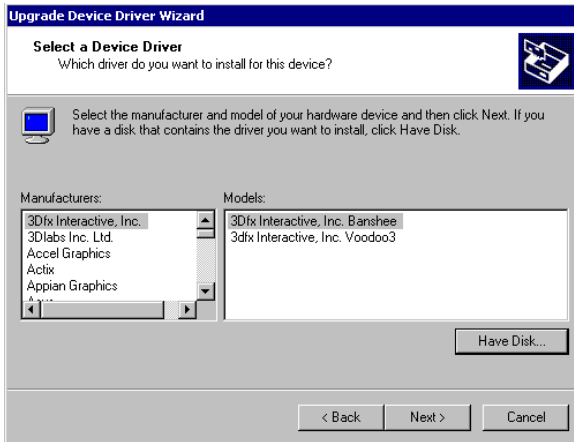 Upgrade Device Driver Wizard
Select a Device Driver
Which driver do you want to install for this device?
Select the manufacturer and model of your hardware device and then click Next. If you
have a disk that contains the driver you want to install, click Have Disk.
Manufacturers:
3Dfx Interactive, Inc.
3Dlabs Inc. Ltd.
Accel Graphics
Actix
Appian Graphics
Models:
3Dfx Interactive, Inc. Banshee
3dfx Interactive, Inc. Voodoo3
Have Disk...
< Back
Next >
Cancel